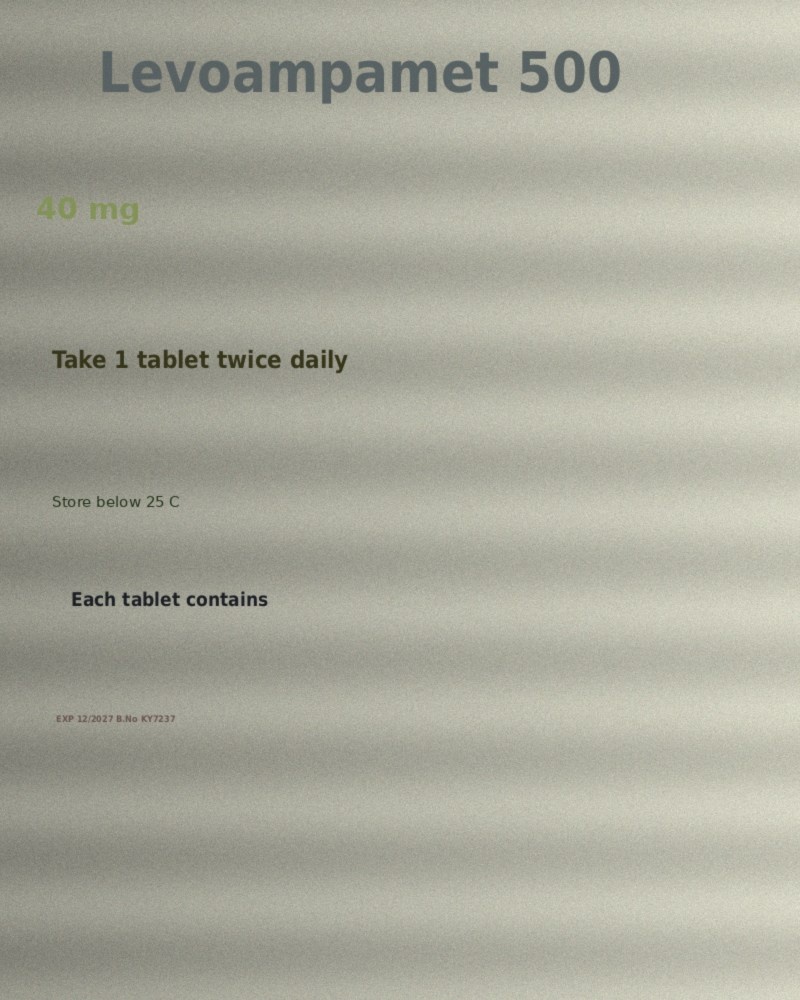 Levoampamet 500
40 mg
Take 1 tablet twice daily
Store below 25 C
Each tablet contains
EXP 12/2027 B.No KY7237